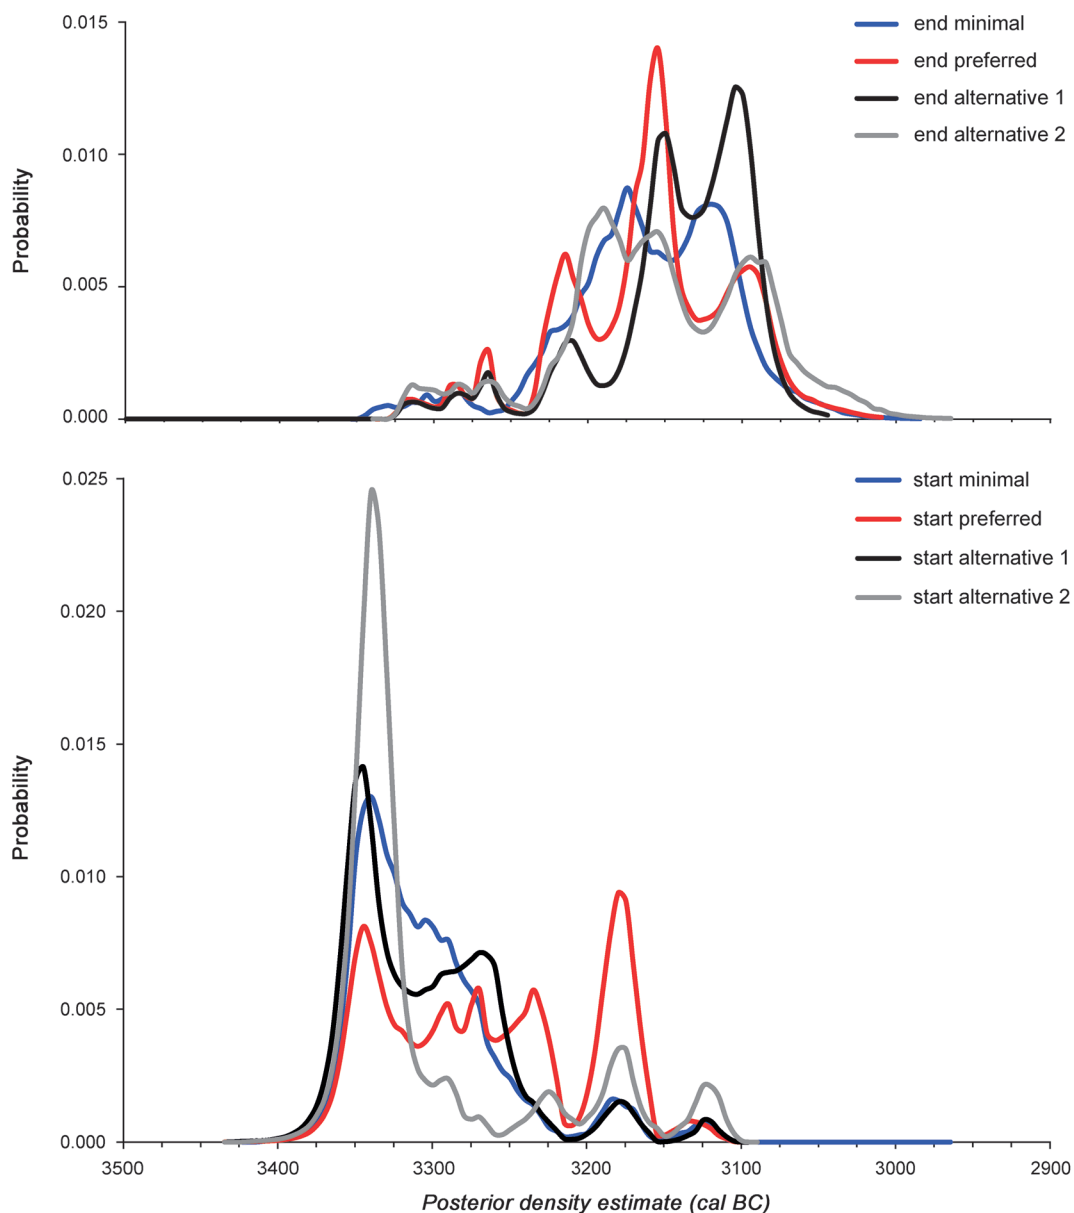 0.015
0.010
0.005
0.000
Probability
end minimal
end preferred
end alternative 1
end alternative 2
0.025
0.020
0.015
0.010
0.005
0.000
Probability
start minimal
start preferred
start alternative 1
start alternative 2
3500 3400 3300 3200 3100 3000 2900
Posterior density estimate (cal BC)